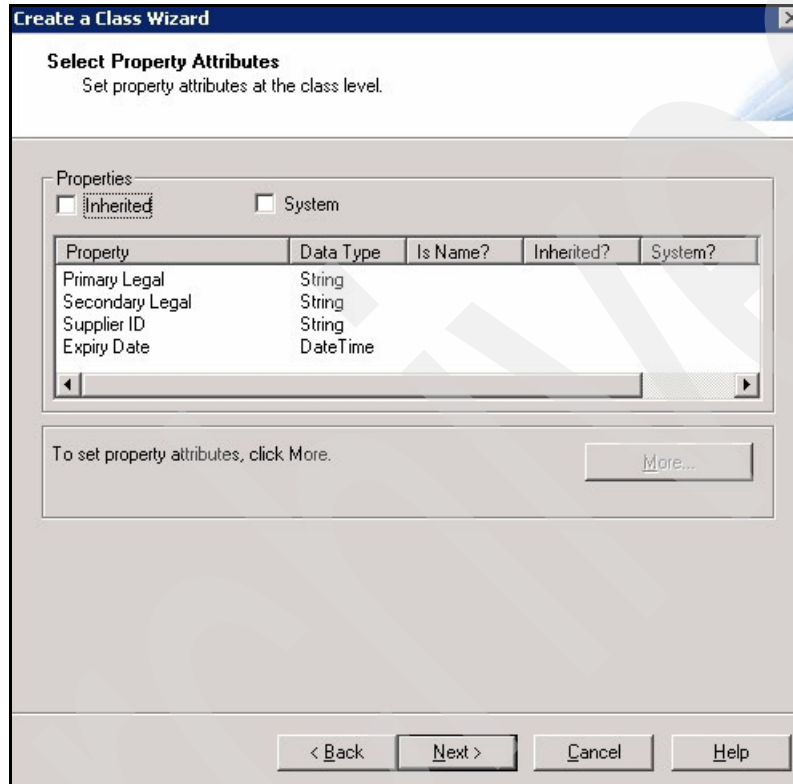 Create a Class Wizard
Select Property Attributes
Set property attributes at the class level.
Properties
Inherited System
Property Data Type Is Name? Inherited? System?
Primary Legal String
Secondary Legal String
Supplier ID String
Expiry Date DateTime
To set property attributes, click More. More...
< Back Next > Cancel Help